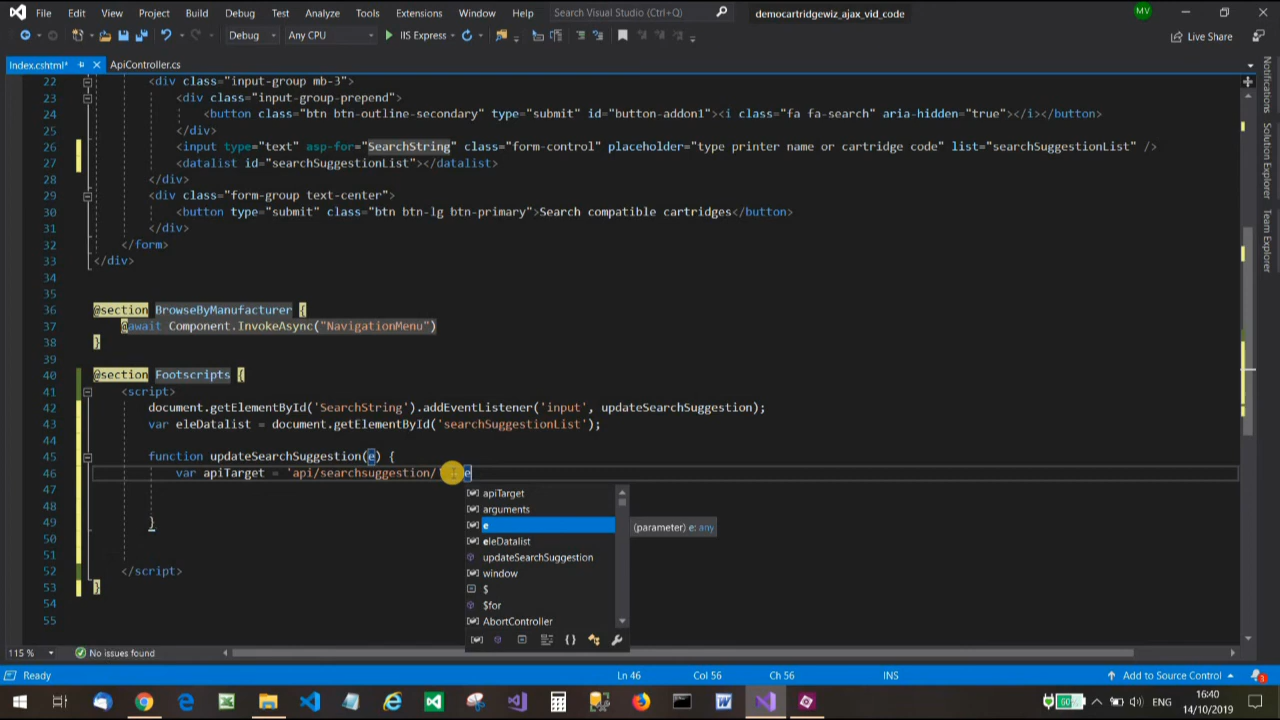 File Edit View Project Build Debug Test Analyze Tools Extensions Window Help Search Visual Studio (Ctrl+Q) democartridgewiz_ajax_vid_code MV
Debug Any CPU IIS Express Live Share
Index.cshtml* ApiController.cs
22 <div class="input-group mb-3">
23 <div class="input-group-prepend">
24 <button class="btn btn-outline-secondary" type="submit" id="button-addon1"><i class="fa fa-search" aria-hidden="true"></i></button>
25 </div>
26 <input type="text" asp-for="SearchString" class="form-control" placeholder="type printer name or cartridge code" list="searchSuggestionList" />
27 <datalist id="searchSuggestionList"></datalist>
28 </div>
29 <div class="form-group text-center">
30 <button type="submit" class="btn btn-lg btn-primary">Search compatible cartridges</button>
31 </div>
32 </form>
33 </div>
34
35
36 @section BrowseByManufacturer {
37 @await Component.InvokeAsync("NavigationMenu")
38 }
39
40 @section Footscripts {
41 <script>
42 document.getElementById('SearchString').addEventListener('input', updateSearchSuggestion);
43 var eleDatalist = document.getElementById('searchSuggestionList');
44
45 function updateSearchSuggestion(e) {
46 var apiTarget = 'api/searchsuggestion/ e
47
48
49 }
50
51
52 </script>
53 }
54
55
apiTarget
arguments
e (parameter) e: any
eleDatalist
updateSearchSuggestion
window
$
$for
AbortController
Notifications
Solution Explorer
Team Explorer
115 % No issues found
Ready Ln 46 Col 56 Ch 56 INS Add to Source Control 3
60 ENG 16:40
14/10/2019